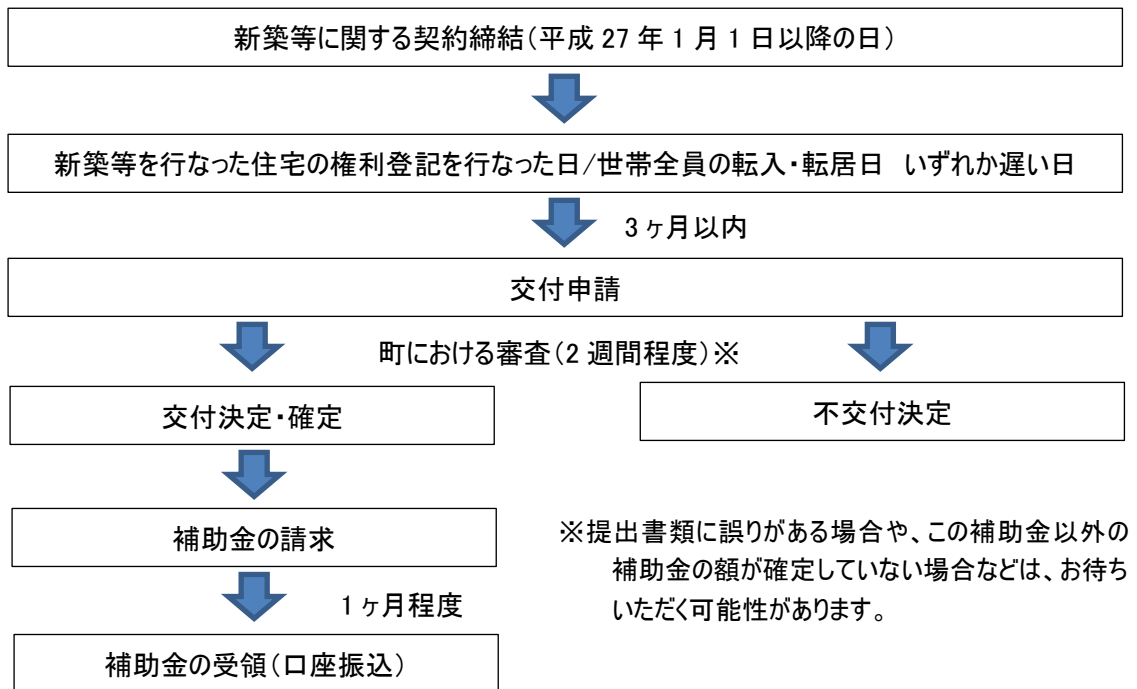 新築等に関する契約締結(平成 27 年 1 月 1 日以降の日)
新築等を行なった住宅の権利登記を行なった日/世帯全員の転入・転居日　いずれか遅い日
3 ヶ月以内
交付申請
町における審査(2 週間程度)※
交付決定・確定
不交付決定
補助金の請求
※提出書類に誤りがある場合や、この補助金以外の
補助金の額が確定していない場合などは、お待ち
いただく可能性があります。
1 ヶ月程度
補助金の受領(口座振込)